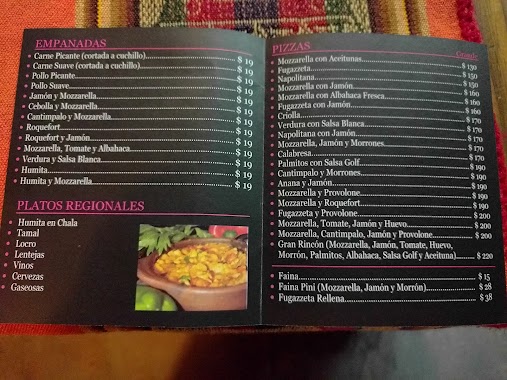 EMPANADAS
• Carne Picante (cortada a cuchillo) $ 19
• Carne Suave (cortada a cuchillo) $ 19
• Pollo Picante $ 19
• Pollo Suave $ 19
• Jamón y Mozzarella $ 19
• Cebolla y Mozzarella $ 19
• Cantimpalo y Mozzarella $ 19
• Roquefort $ 19
• Roquefort y Jamón $ 19
• Mozzarella, Tomate y Albahaca $ 19
• Verdura y Salsa Blanca $ 19
• Humita $ 19
• Humita y Mozzarella $ 19
PLATOS REGIONALES
• Humita en Chala
• Tamal
• Locro
• Lentejas
• Vinos
• Cervezas
• Gaseosas
PIZZAS Grande
• Mozzarella con Aceitunas $ 130
• Fugazzeta $ 150
• Napolitana $ 150
• Mozzarella con Jamón $ 160
• Mozzarella con Albahaca Fresca $ 160
• Fugazzeta con Jamón $ 160
• Criolla $ 170
• Verdura con Salsa Blanca $ 170
• Napolitana con Jamón $ 170
• Mozzarella, Jamón y Morrones $ 170
• Calabresa $ 170
• Palmitos con Salsa Golf $ 190
• Cantimpalo y Morrones $ 190
• Anana y Jamón $ 190
• Mozzarella y Provolone $ 190
• Mozzarella y Roquefort $ 190
• Fugazzeta y Provolone $ 200
• Mozzarella, Tomate, Jamón y Huevo $ 200
• Mozzarella, Cantimpalo, Jamón y Provolone $ 200
• Gran Rincón (Mozzarella, Jamón, Tomate, Huevo,
Morrón, Palmitos, Albahaca, Salsa Golf y Aceituna) $ 220
• Faina $ 15
• Faina Pini (Mozzarella, Jamón y Morrón) $ 28
• Fugazzeta Rellena $ 38